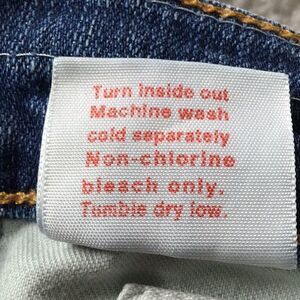 Turn inside out
Machine wash
cold separately
Non-chlorine
bleach only.
Tumble dry low.